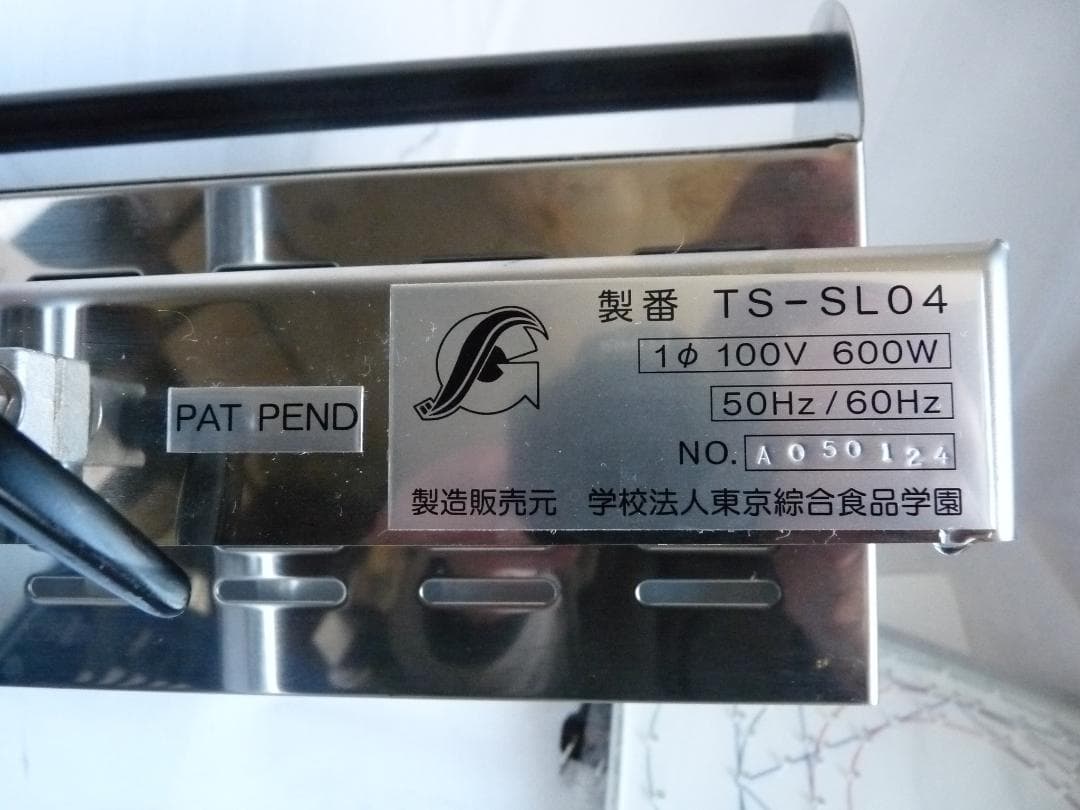 製番 TS-SL04
1φ 100V 600W
50Hz/60Hz
PAT PEND
NO. A050124
製造販売元 学校法人東京綜合食品学園